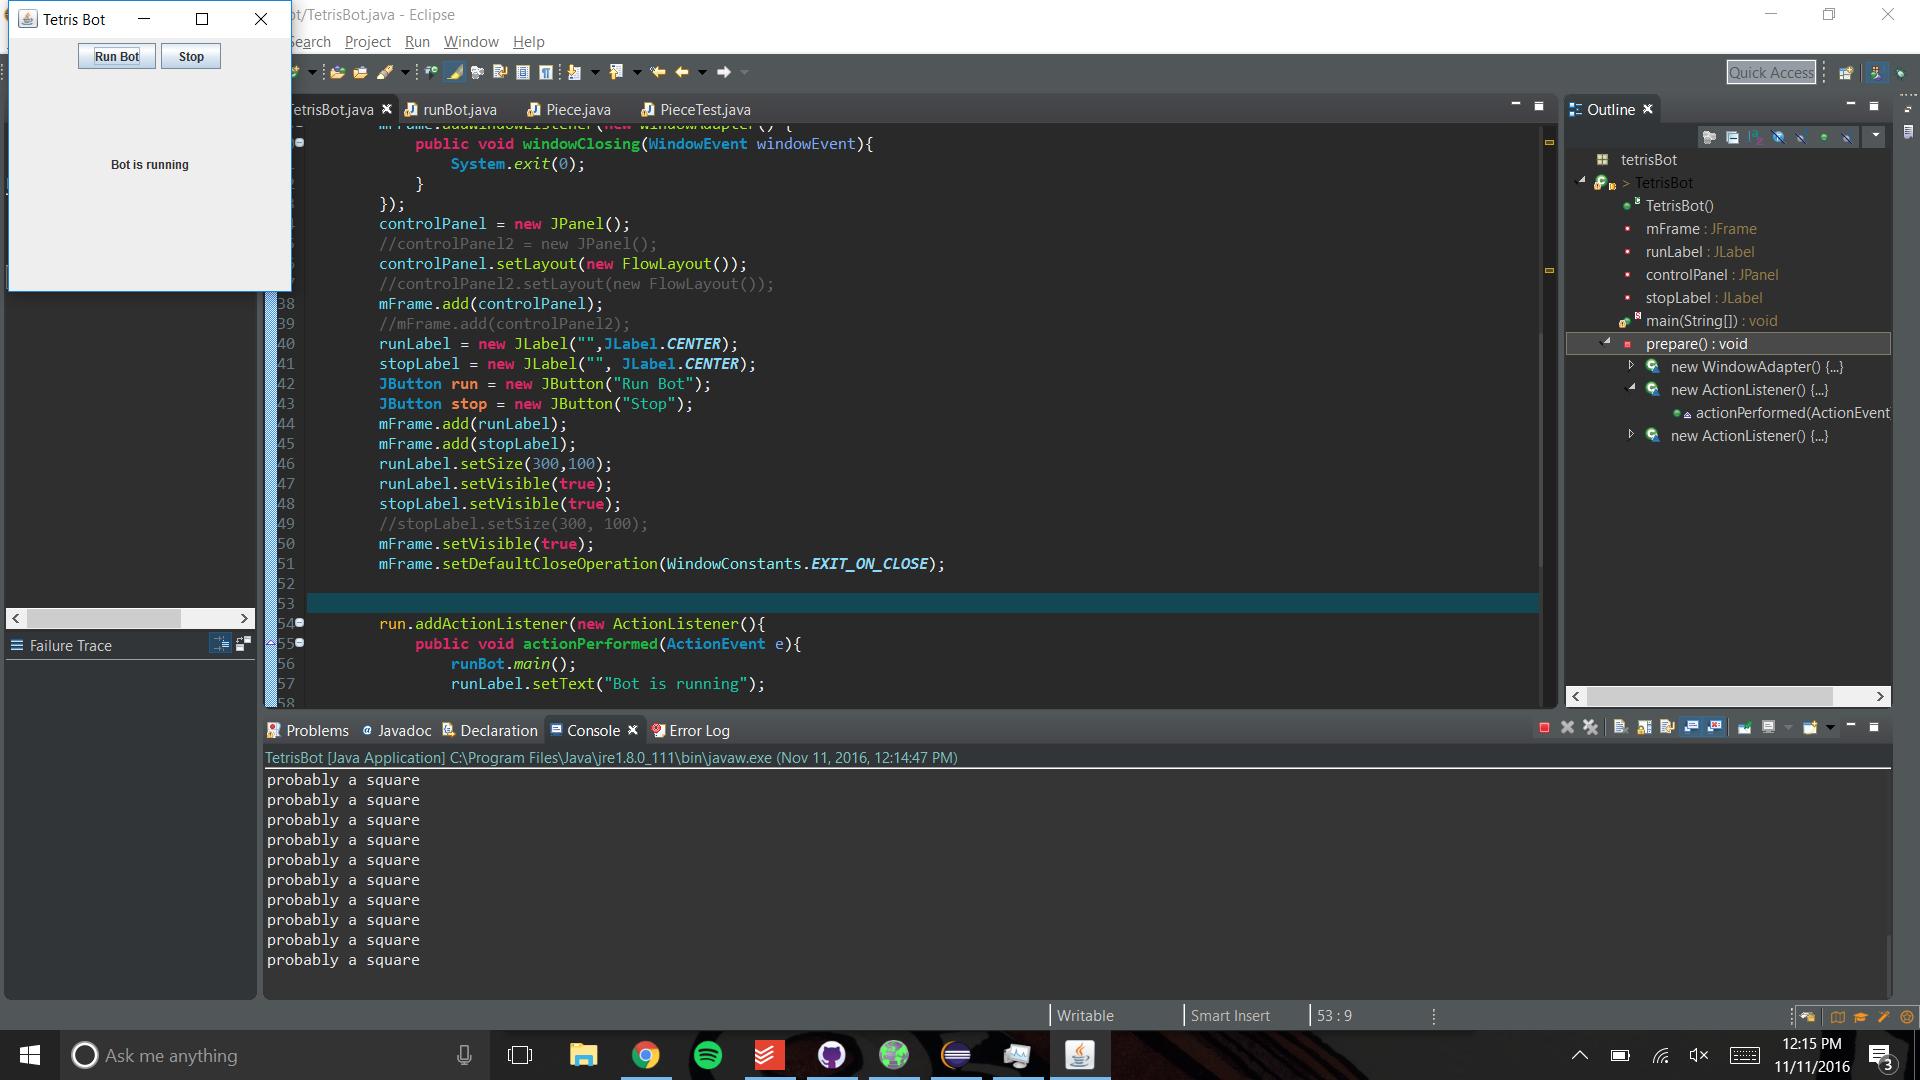 Tetris Bot
Run Bot
Stop
Bot is running
ot/TetrisBot.java - Eclipse
Search Project Run Window Help
Quick Access
TetrisBot.java
runBot.java
Piece.java
PieceTest.java
mFrame.addWindowListener(new WindowAdapter() {
public void windowClosing(WindowEvent windowEvent){
System.exit(0);
}
});
controlPanel = new JPanel();
//controlPanel2 = new JPanel();
controlPanel.setLayout(new FlowLayout());
//controlPanel2.setLayout(new FlowLayout());
38 mFrame.add(controlPanel);
39 //mFrame.add(controlPanel2);
40 runLabel = new JLabel("",JLabel.CENTER);
41 stopLabel = new JLabel("", JLabel.CENTER);
42 JButton run = new JButton("Run Bot");
43 JButton stop = new JButton("Stop");
44 mFrame.add(runLabel);
45 mFrame.add(stopLabel);
46 runLabel.setSize(300,100);
47 runLabel.setVisible(true);
48 stopLabel.setVisible(true);
49 //stopLabel.setSize(300, 100);
50 mFrame.setVisible(true);
51 mFrame.setDefaultCloseOperation(WindowConstants.EXIT_ON_CLOSE);
52
53
54 run.addActionListener(new ActionListener(){
55 public void actionPerformed(ActionEvent e){
56 runBot.main();
57 runLabel.setText("Bot is running");
58
Outline
tetrisBot
> TetrisBot
TetrisBot()
mFrame : JFrame
runLabel : JLabel
controlPanel : JPanel
stopLabel : JLabel
main(String[]) : void
prepare() : void
new WindowAdapter() {...}
new ActionListener() {...}
actionPerformed(ActionEvent
new ActionListener() {...}
Failure Trace
Problems
Javadoc
Declaration
Console
Error Log
TetrisBot [Java Application] C:\Program Files\Java\jre1.8.0_111\bin\javaw.exe (Nov 11, 2016, 12:14:47 PM)
probably a square
probably a square
probably a square
probably a square
probably a square
probably a square
probably a square
probably a square
probably a square
probably a square
Writable
Smart Insert
53 : 9
Ask me anything
12:15 PM
11/11/2016
3